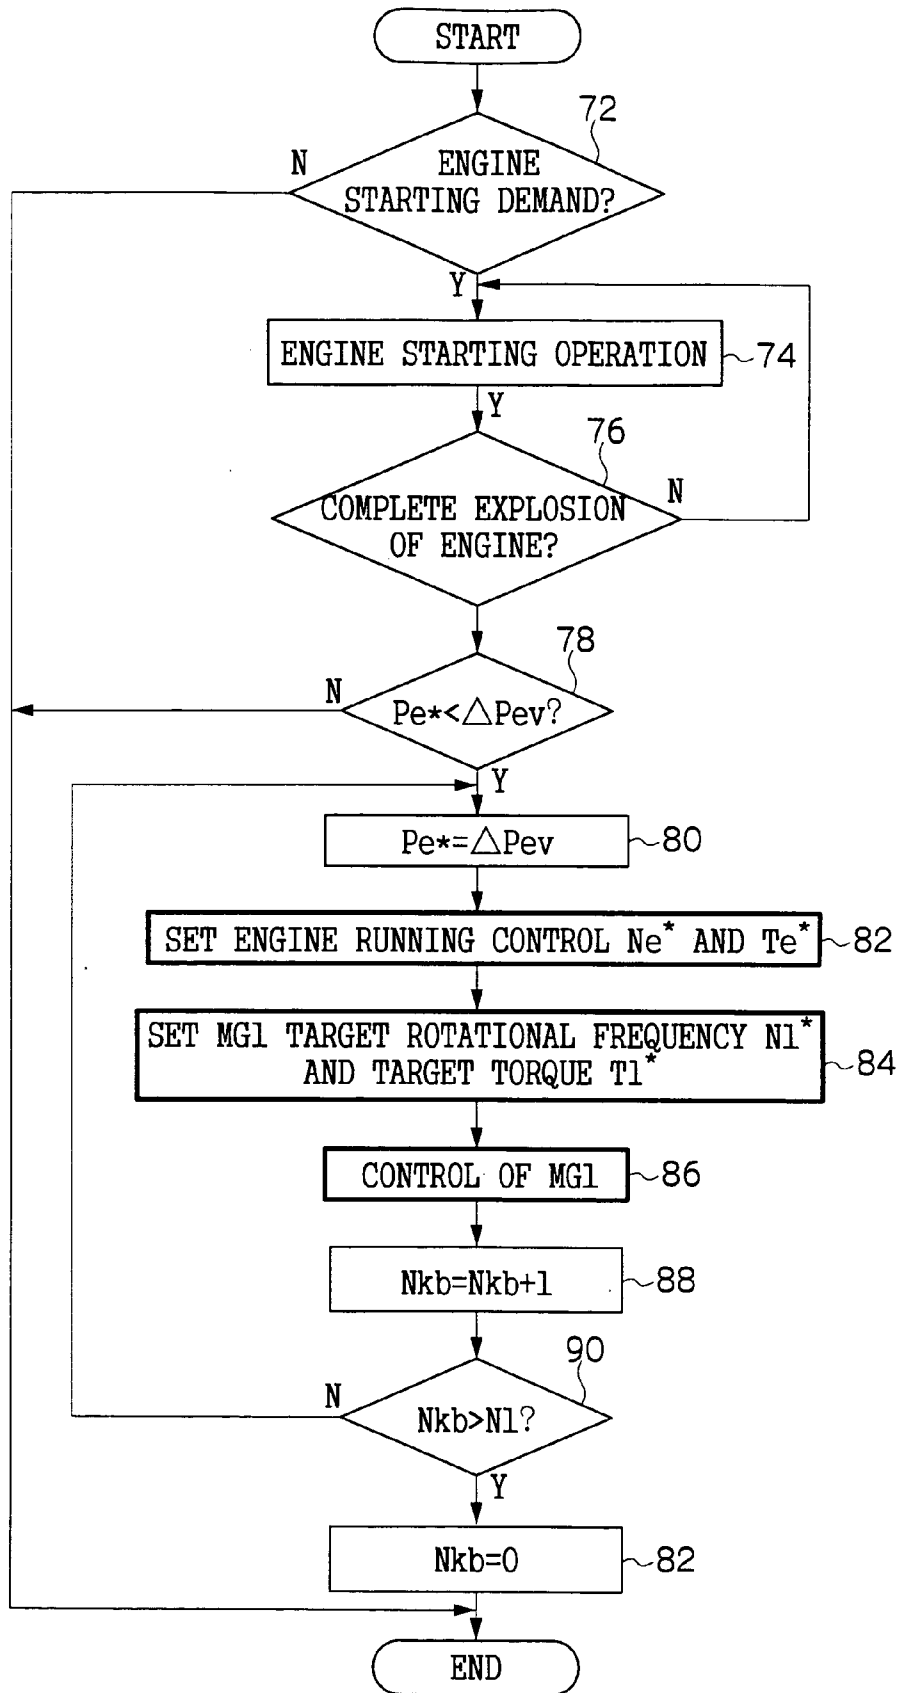 START
72
N
ENGINE
STARTING DEMAND?
Y
ENGINE STARTING OPERATION
74
Y
76
N
COMPLETE EXPLOSION
OF ENGINE?
78
N
Pe*<△Pev?
Y
Pe*=△Pev
80
SET ENGINE RUNNING CONTROL Ne* AND Te*
82
SET MG1 TARGET ROTATIONAL FREQUENCY N1*
AND TARGET TORQUE T1*
84
CONTROL OF MG1
86
Nkb=Nkb+1
88
90
N
Nkb>N1?
Y
Nkb=0
82
END